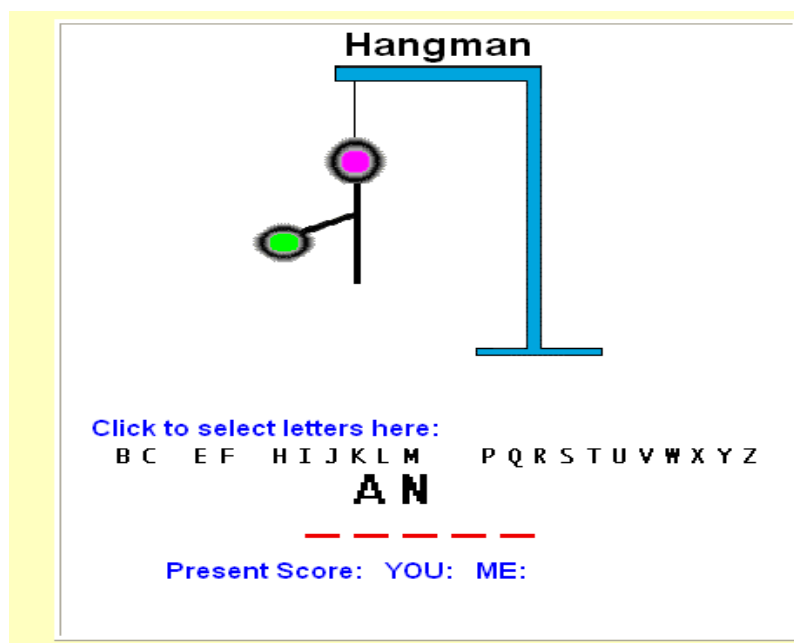 Hangman
Click to select letters here:
B C E F H I J K L M P Q R S T U V W X Y Z
A N
Present Score: YOU: ME: